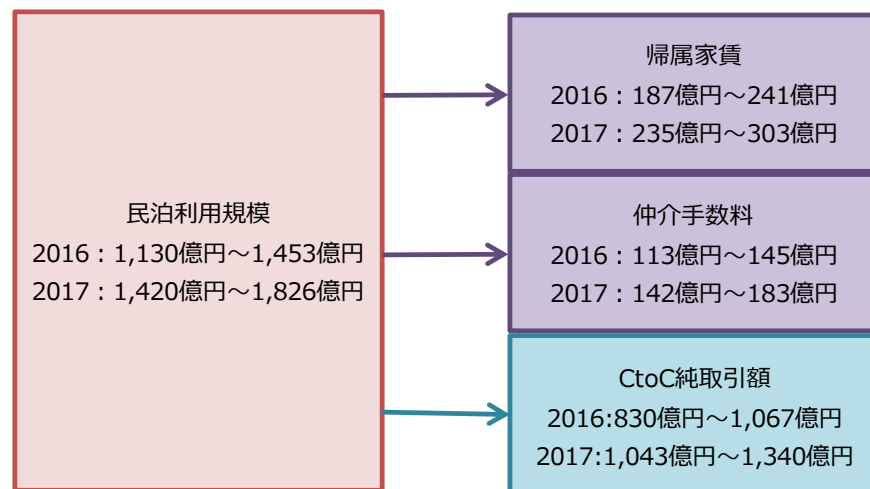 民泊利用規模
2016：1,130億円～1,453億円
2017：1,420億円～1,826億円
帰属家賃
2016：187億円～241億円
2017：235億円～303億円
仲介手数料
2016：113億円～145億円
2017：142億円～183億円
CtoC純取引額
2016:830億円～1,067億円
2017:1,043億円～1,340億円